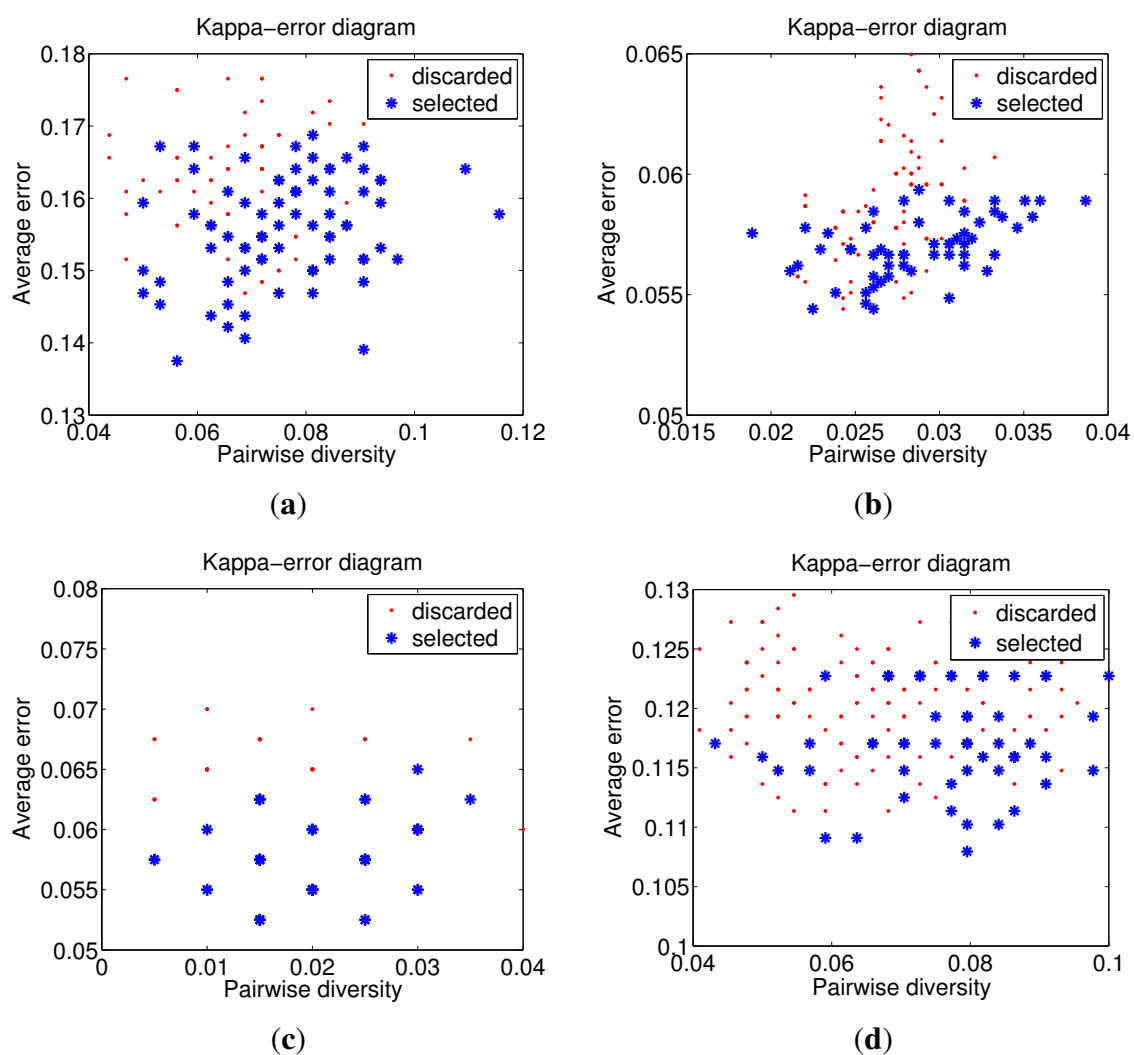 Kappa−error diagram
0.18
0.17
0.16
0.15
0.14
0.13
Average error
discarded
selected
0.04 0.06 0.08 0.1 0.12
Pairwise diversity
(a)
Kappa−error diagram
0.065
0.06
0.055
0.05
Average error
discarded
selected
0.015 0.02 0.025 0.03 0.035 0.04
Pairwise diversity
(b)
Kappa−error diagram
0.08
0.075
0.07
0.065
0.06
0.055
0.05
Average error
discarded
selected
0 0.01 0.02 0.03 0.04
Pairwise diversity
(c)
Kappa−error diagram
0.13
0.125
0.12
0.115
0.11
0.105
0.1
Average error
discarded
selected
0.04 0.06 0.08 0.1
Pairwise diversity
(d)